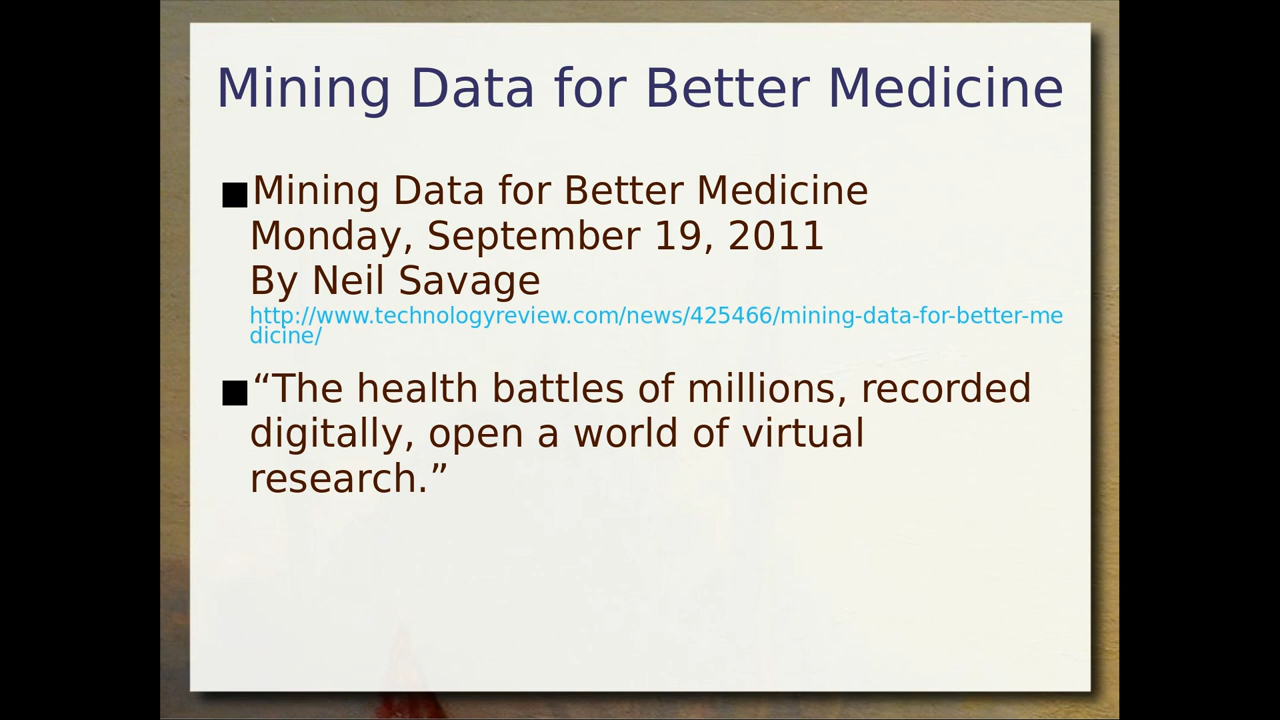 Mining Data for Better Medicine
■Mining Data for Better Medicine
Monday, September 19, 2011
By Neil Savage
http://www.technologyreview.com/news/425466/mining-data-for-better-me
dicine/
■“The health battles of millions, recorded
digitally, open a world of virtual
research.”